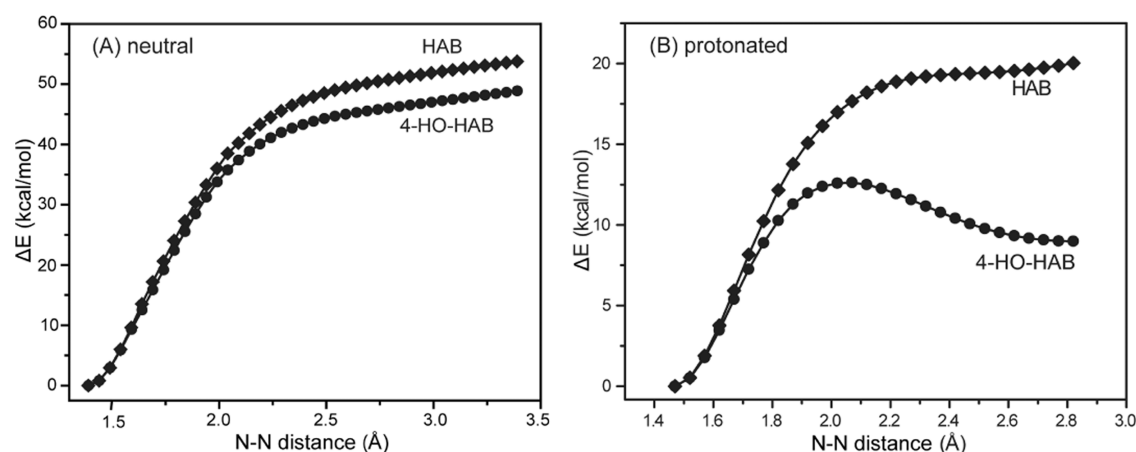 (A) neutral
HAB
4-HO-HAB
ΔE (kcal/mol)
60
50
40
30
20
10
0
1.5 2.0 2.5 3.0 3.5
N-N distance (Å)
(B) protonated
HAB
4-HO-HAB
ΔE (kcal/mol)
20
15
10
5
0
1.4 1.6 1.8 2.0 2.2 2.4 2.6 2.8 3.0
N-N distance (Å)